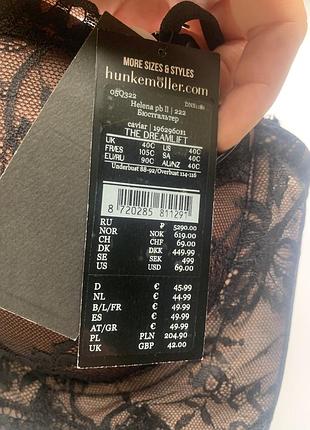 MORE SIZES & STYLES
hunkemöller.com
08Q322
Helena pb ll | 222
Бюстгальтер
caviar | 196296011
THE DREAMLIFT
UK 40C US 40C
FR/ES 105C SA 40C
EU/RU 90C AU/NZ 40C
Underbust 88-92/Overbust 114-116
8 720285 811291
RU ₽ 5290.00
NOR NOK 619.00
CH CHF 69.00
DK DKK 449.99
SE SEK 499
US USD 69.00
D € 45.99
NL € 44.99
B/L/FR € 49.99
ES € 49.99
AT/GR € 49.99
PL PLN 204.90
UK GBP 42.00